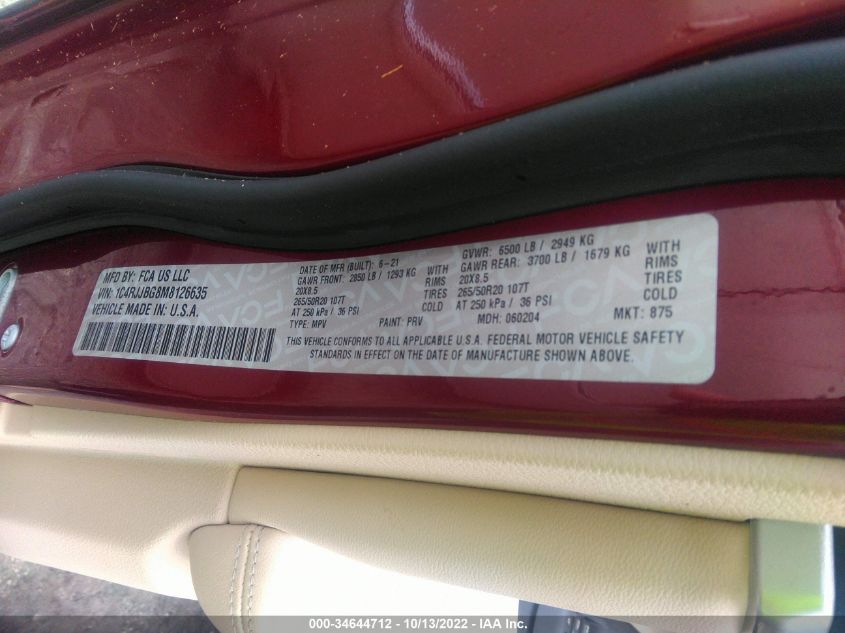 MFD BY: FCA US LLC
VIN: 1C4RJJBG8M8126635
VEHICLE MADE IN: U.S.A.
DATE OF MFR (BUILT): 6-21
GAWR FRONT: 2850 LB / 1293 KG WITH
20X8.5 RIMS
265/50R20 107T TIRES
AT 250 kPa / 36 PSI COLD
TYPE: MPV PAINT: PRV
GVWR: 6500 LB / 2949 KG
GAWR REAR: 3700 LB / 1679 KG WITH
20X8.5 RIMS
265/50R20 107T TIRES
AT 250 kPa / 36 PSI COLD
MDH: 060204 MKT: 875
THIS VEHICLE CONFORMS TO ALL APPLICABLE U.S.A. FEDERAL MOTOR VEHICLE SAFETY
STANDARDS IN EFFECT ON THE DATE OF MANUFACTURE SHOWN ABOVE.
000-34644712 - 10/13/2022 - IAA Inc.